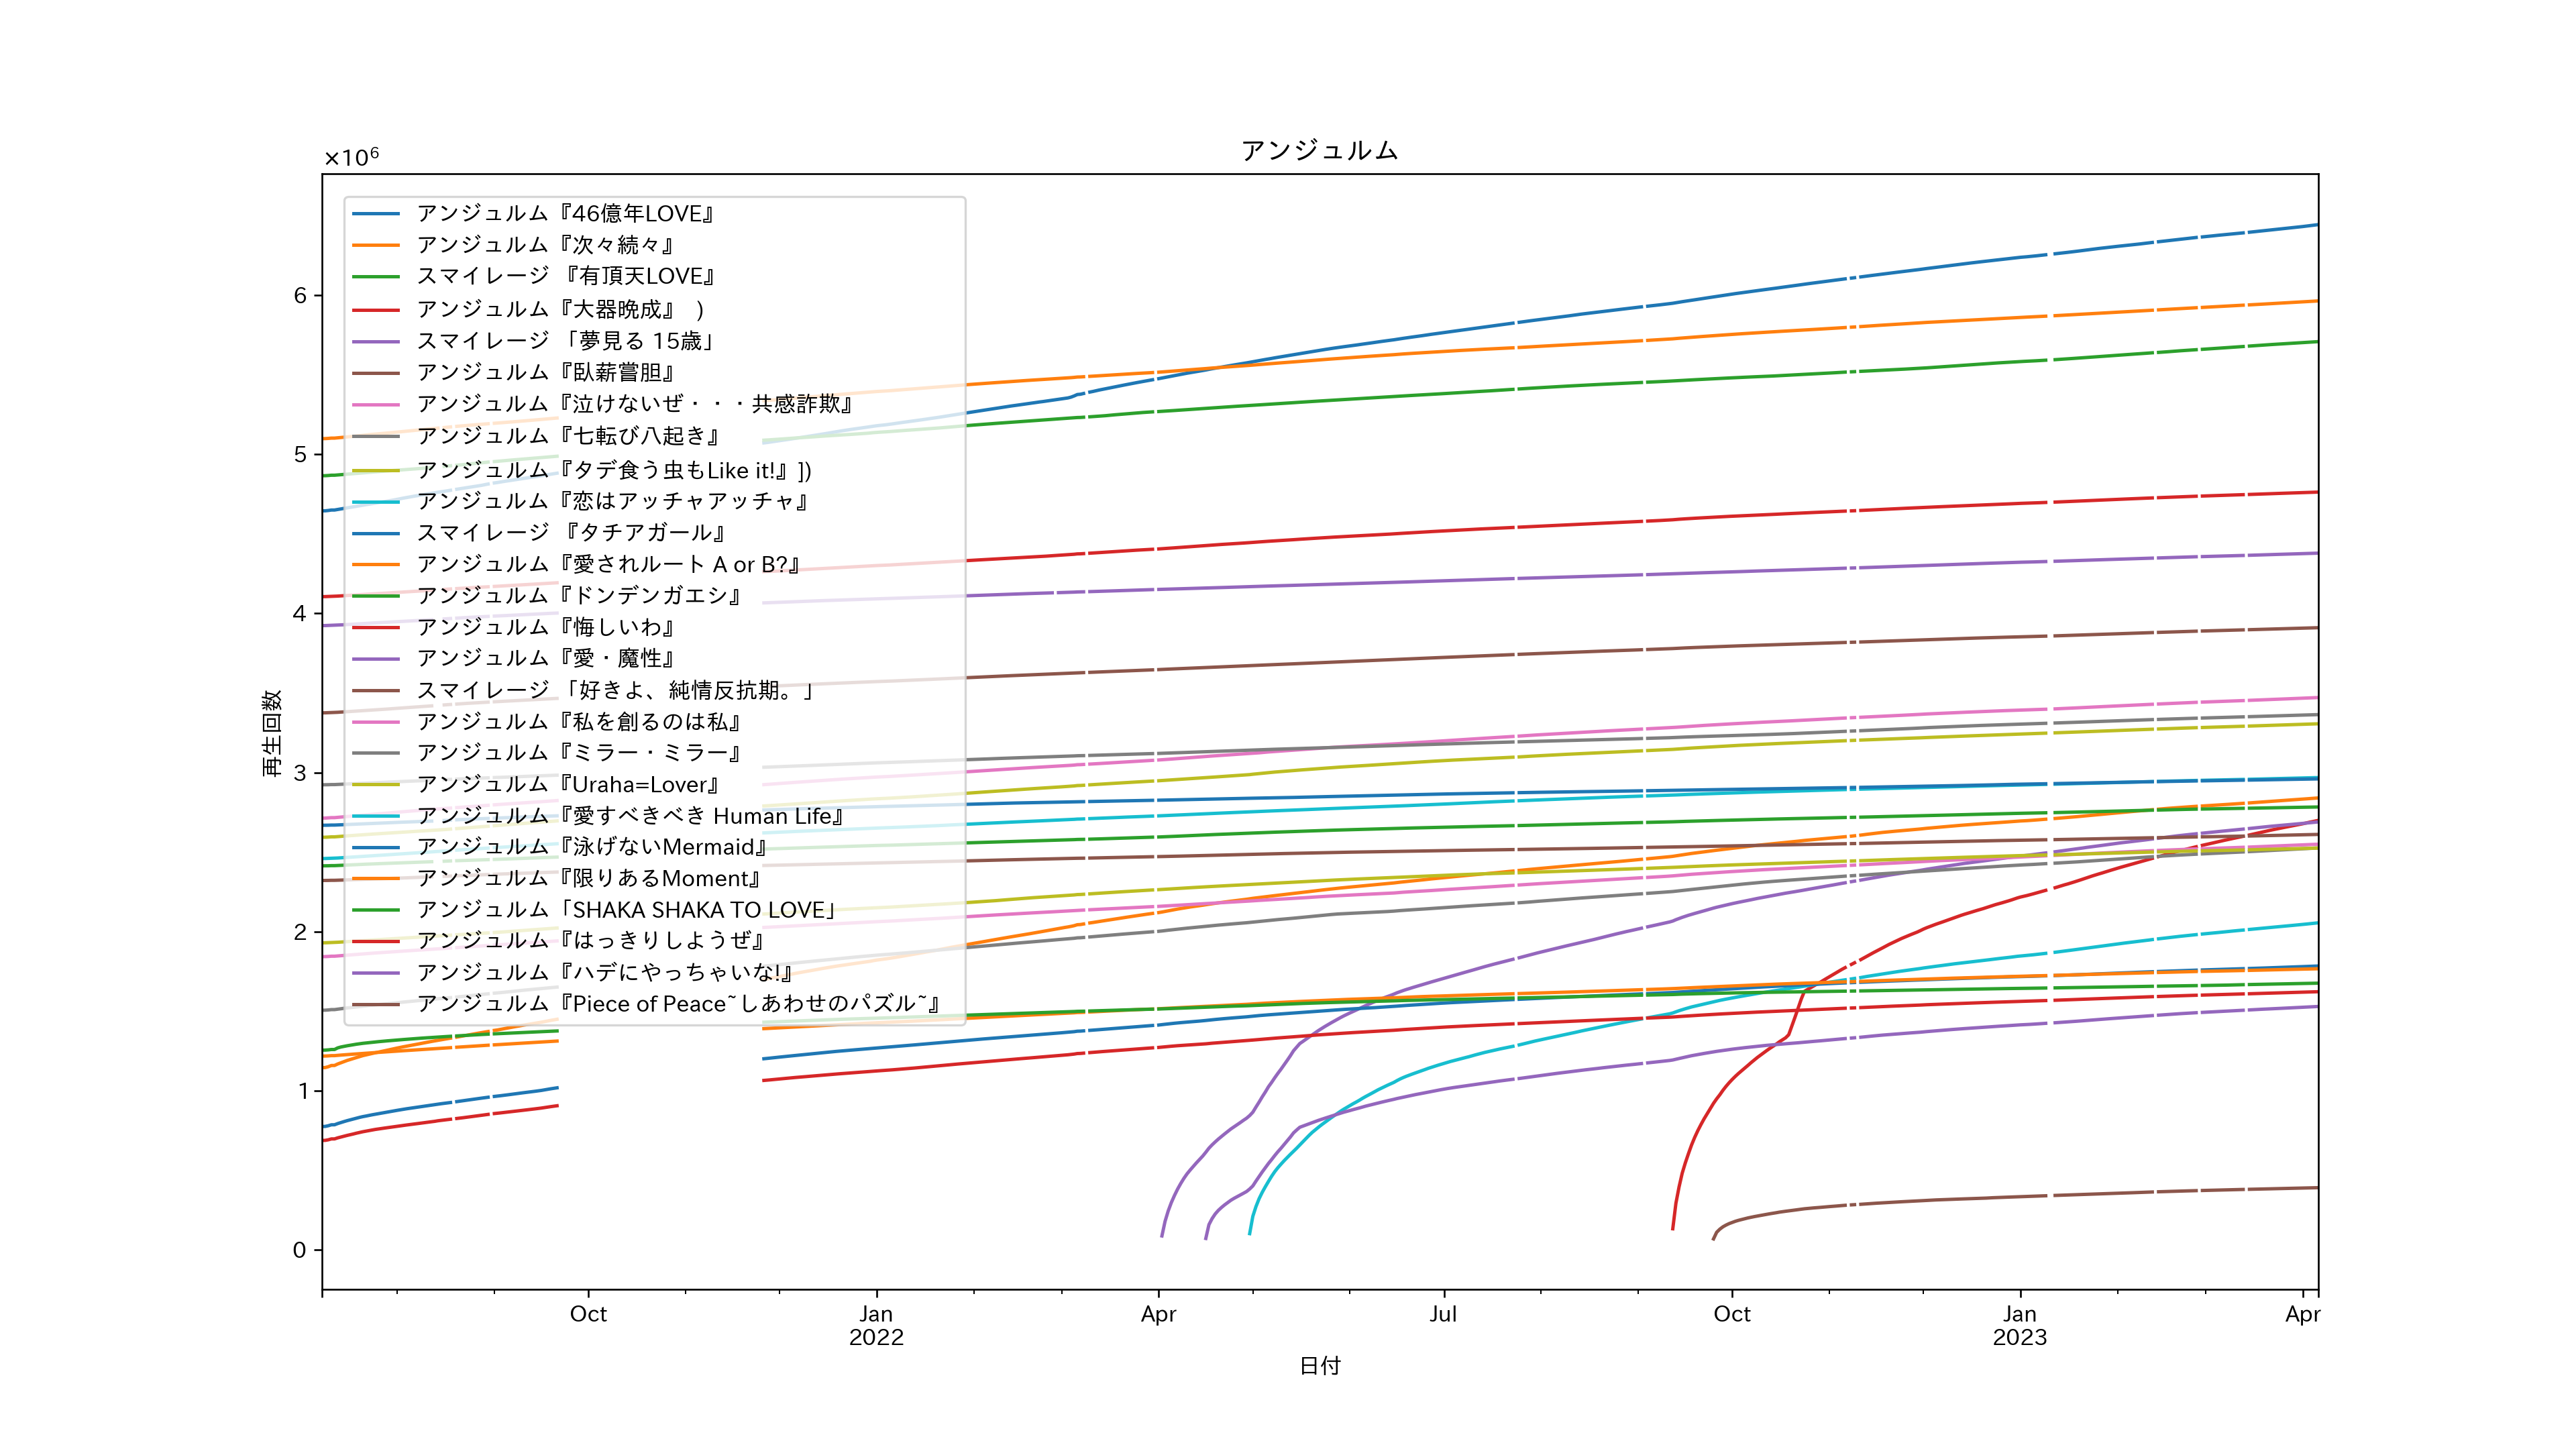 アンジュルム
×10⁶
アンジュルム『46億年LOVE』
アンジュルム『次々続々』
スマイレージ 『有頂天LOVE』
アンジュルム『大器晩成』 )
スマイレージ 「夢見る 15歳」
アンジュルム『臥薪嘗胆』
アンジュルム『泣けないぜ・・・共感詐欺』
アンジュルム『七転び八起き』
アンジュルム『タデ食う虫もLike it!』])
アンジュルム『恋はアッチャアッチャ』
スマイレージ 『タチアガール』
アンジュルム『愛されルート A or B?』
アンジュルム『ドンデンガエシ』
アンジュルム『悔しいわ』
アンジュルム『愛・魔性』
スマイレージ 「好きよ、純情反抗期。」
アンジュルム『私を創るのは私』
アンジュルム『ミラー・ミラー』
アンジュルム『Uraha=Lover』
アンジュルム『愛すべきべき Human Life』
アンジュルム『泳げないMermaid』
アンジュルム『限りあるMoment』
アンジュルム「SHAKA SHAKA TO LOVE」
アンジュルム『はっきりしようぜ』
アンジュルム『ハデにやっちゃいな!』
アンジュルム『Piece of Peace~しあわせのパズル~』
6
5
4
3
2
1
0
再生回数
Oct Jan Apr Jul Oct Jan Apr
2022 2023
日付